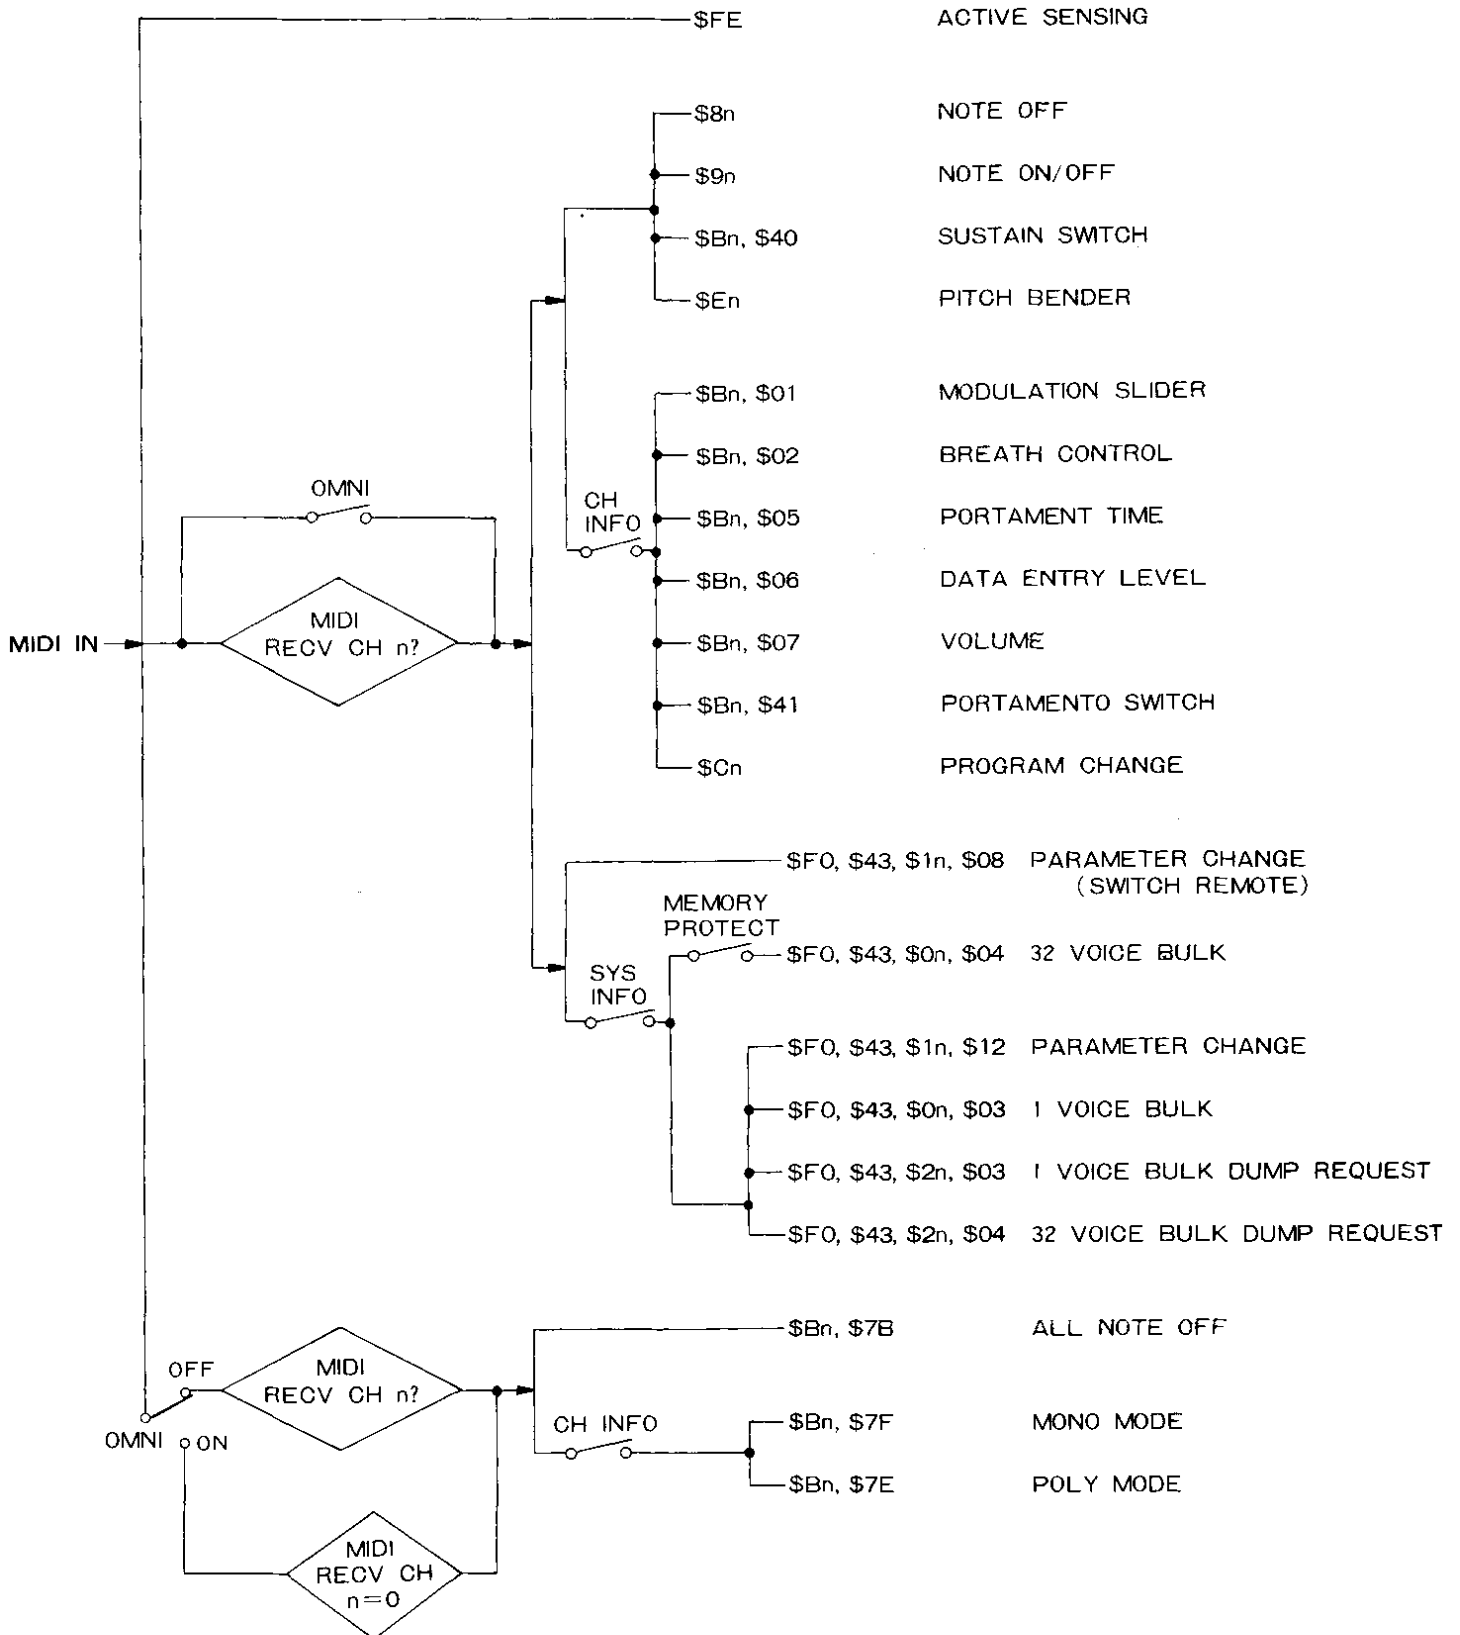 $FE ACTIVE SENSING
$8n NOTE OFF
$9n NOTE ON/OFF
$Bn, $40 SUSTAIN SWITCH
$En PITCH BENDER
$Bn, $01 MODULATION SLIDER
$Bn, $02 BREATH CONTROL
OMNI
CH
INFO
$Bn, $05 PORTAMENT TIME
$Bn, $06 DATA ENTRY LEVEL
MIDI IN
MIDI
RECV CH n?
$Bn, $07 VOLUME
$Bn, $41 PORTAMENTO SWITCH
$Cn PROGRAM CHANGE
$F0, $43, $1n, $08 PARAMETER CHANGE
(SWITCH REMOTE)
MEMORY
PROTECT
$F0, $43, $0n, $04 32 VOICE BULK
SYS
INFO
$F0, $43, $1n, $12 PARAMETER CHANGE
$F0, $43, $0n, $03 1 VOICE BULK
$F0, $43, $2n, $03 1 VOICE BULK DUMP REQUEST
$F0, $43, $2n, $04 32 VOICE BULK DUMP REQUEST
$Bn, $7B ALL NOTE OFF
OFF
MIDI
RECV CH n?
OMNI ON
CH INFO
$Bn, $7F MONO MODE
$Bn, $7E POLY MODE
MIDI
RECV CH
n=0